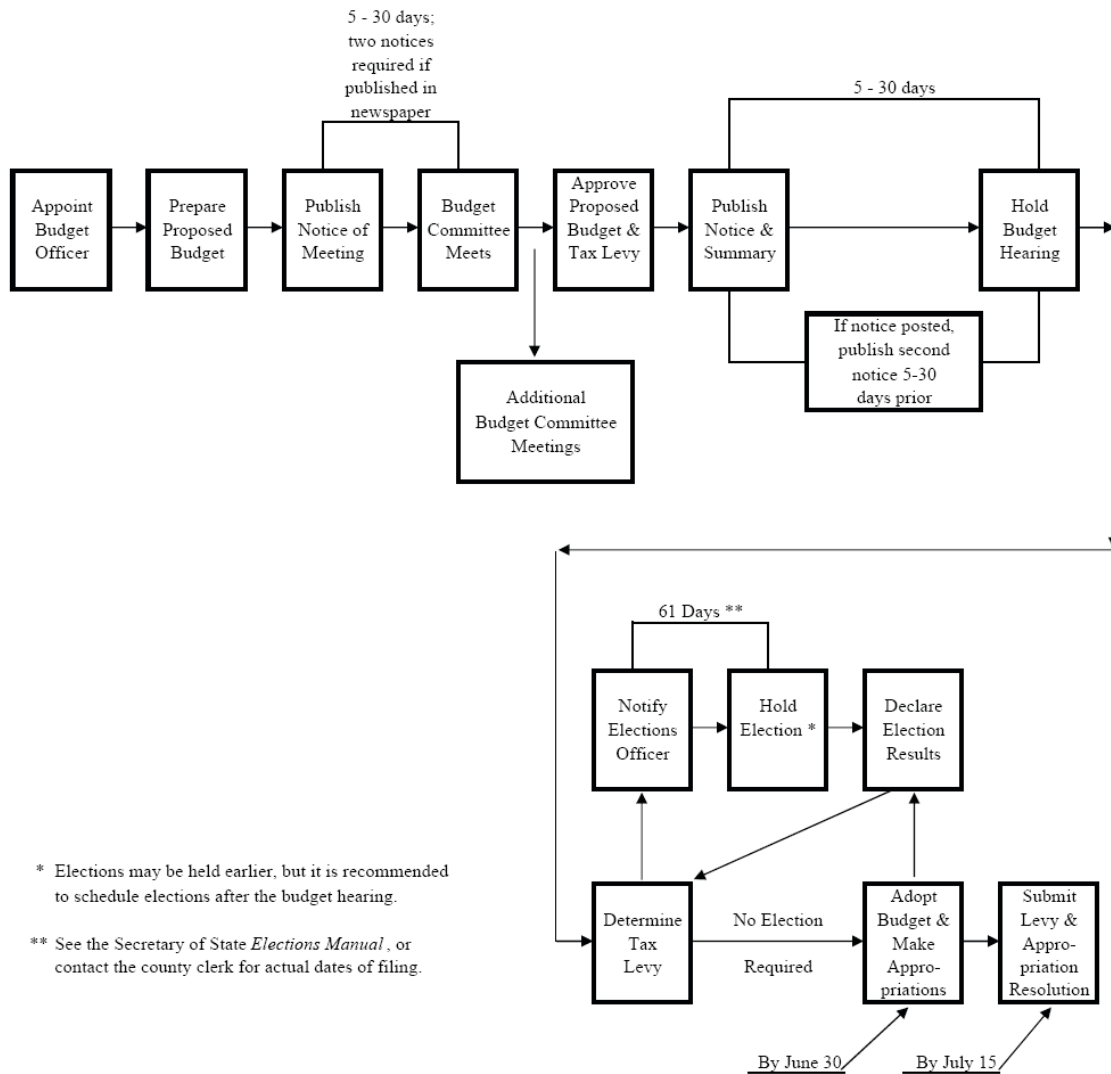 5 - 30 days;
two notices
required if
published in
newspaper
5 - 30 days
Appoint
Budget
Officer
Prepare
Proposed
Budget
Publish
Notice of
Meeting
Budget
Committee
Meets
Approve
Proposed
Budget &
Tax Levy
Publish
Notice &
Summary
Hold
Budget
Hearing
If notice posted,
publish second
notice 5-30
days prior
Additional
Budget Committee
Meetings
61 Days **
Notify
Elections
Officer
Hold
Election *
Declare
Election
Results
* Elections may be held earlier, but it is recommended
to schedule elections after the budget hearing.
** See the Secretary of State Elections Manual , or
contact the county clerk for actual dates of filing.
Determine
Tax
Levy
No Election
Required
Adopt
Budget &
Make
Appro-
priations
Submit
Levy &
Appro-
priation
Resolution
By June 30
By July 15